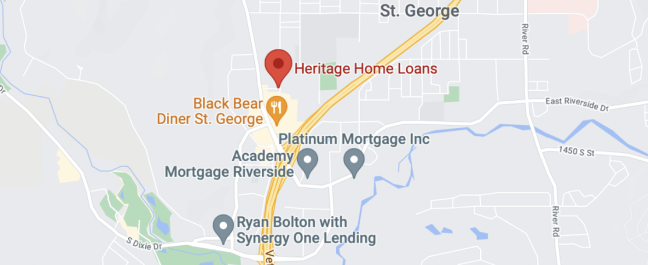 St. George
River Rd
Heritage Home Loans
Black Bear
Diner St. George
East Riverside Dr
Platinum Mortgage Inc
Academy
Mortgage Riverside
1450 S St
Ryan Bolton with
Synergy One Lending
S Dixie Dr
River Rd